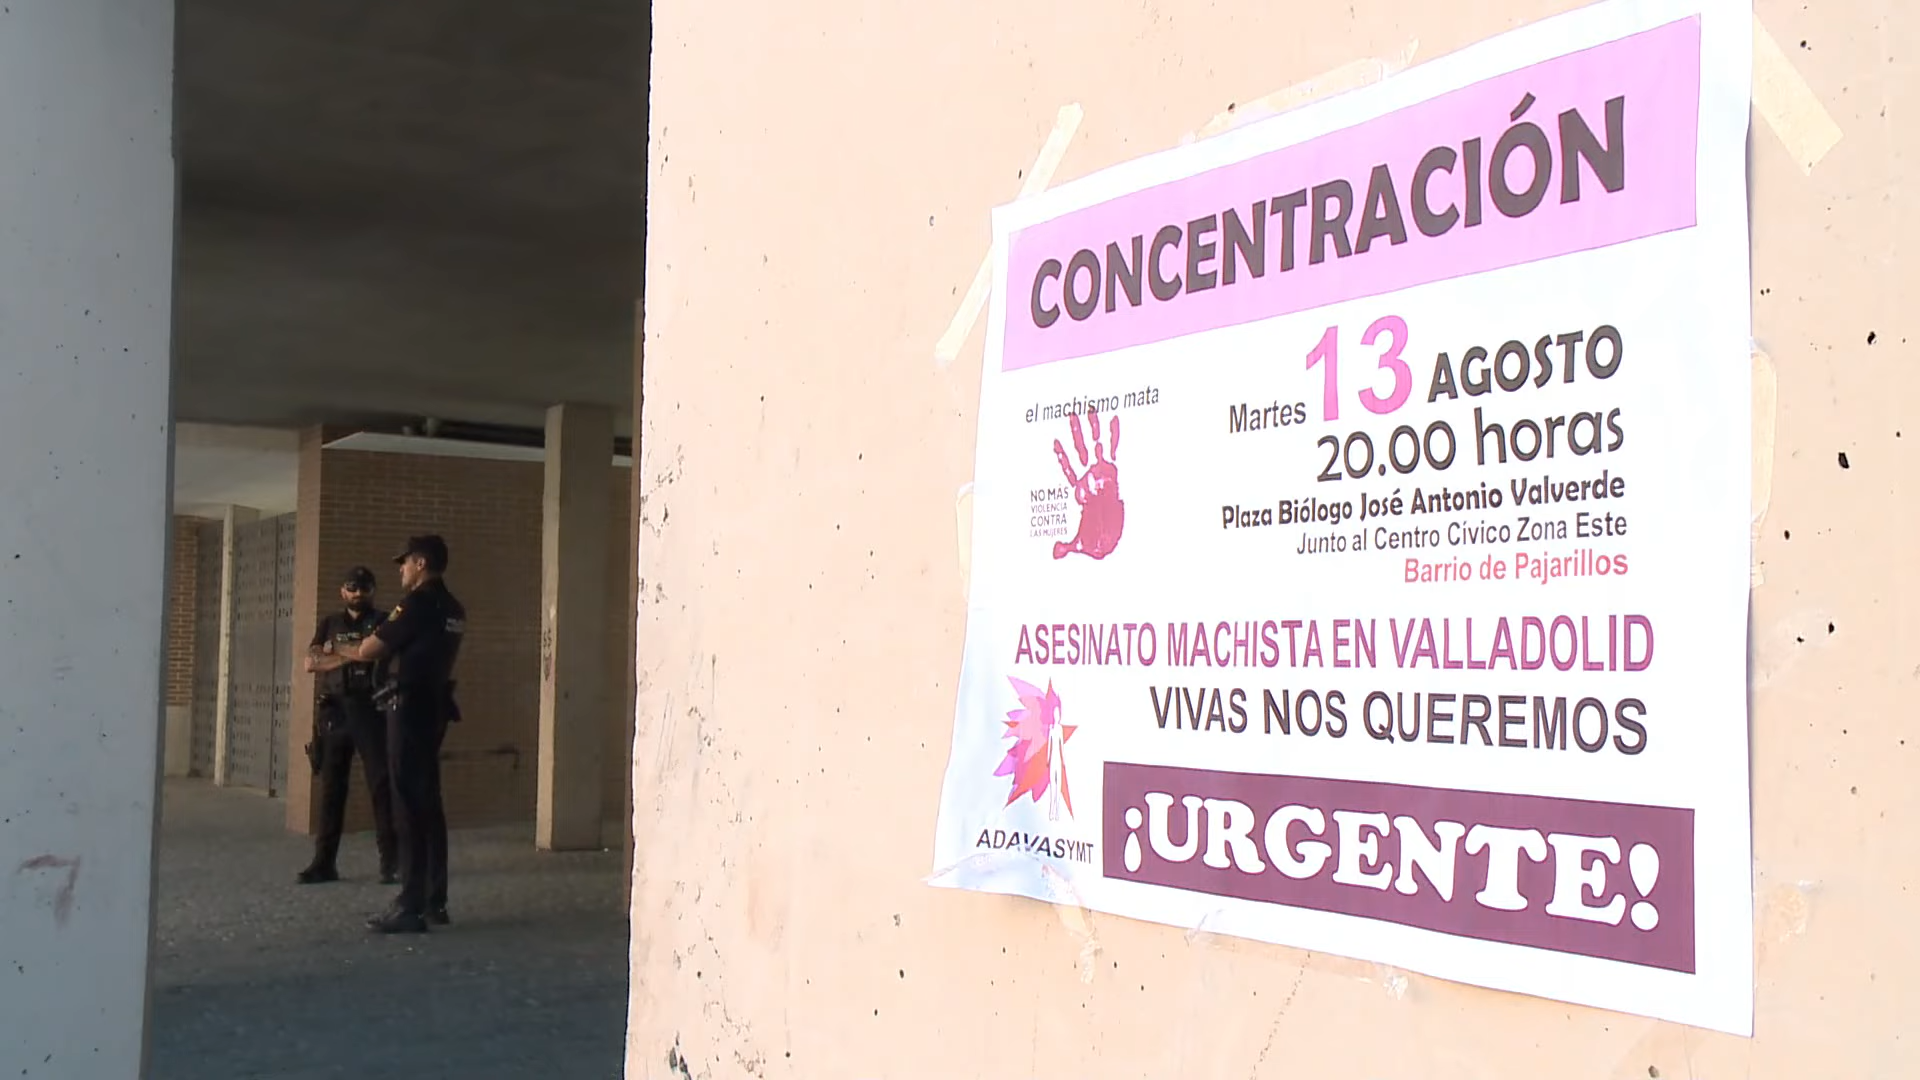 CONCENTRACIÓN
el machismo mata
NO MÁS
VIOLENCIA
CONTRA
LAS MUJERES
Martes 13 AGOSTO
20.00 horas
Plaza Biólogo José Antonio Valverde
Junto al Centro Cívico Zona Este
Barrio de Pajarillos
ASESINATO MACHISTA EN VALLADOLID
VIVAS NOS QUEREMOS
ADAVASYMT
¡URGENTE!